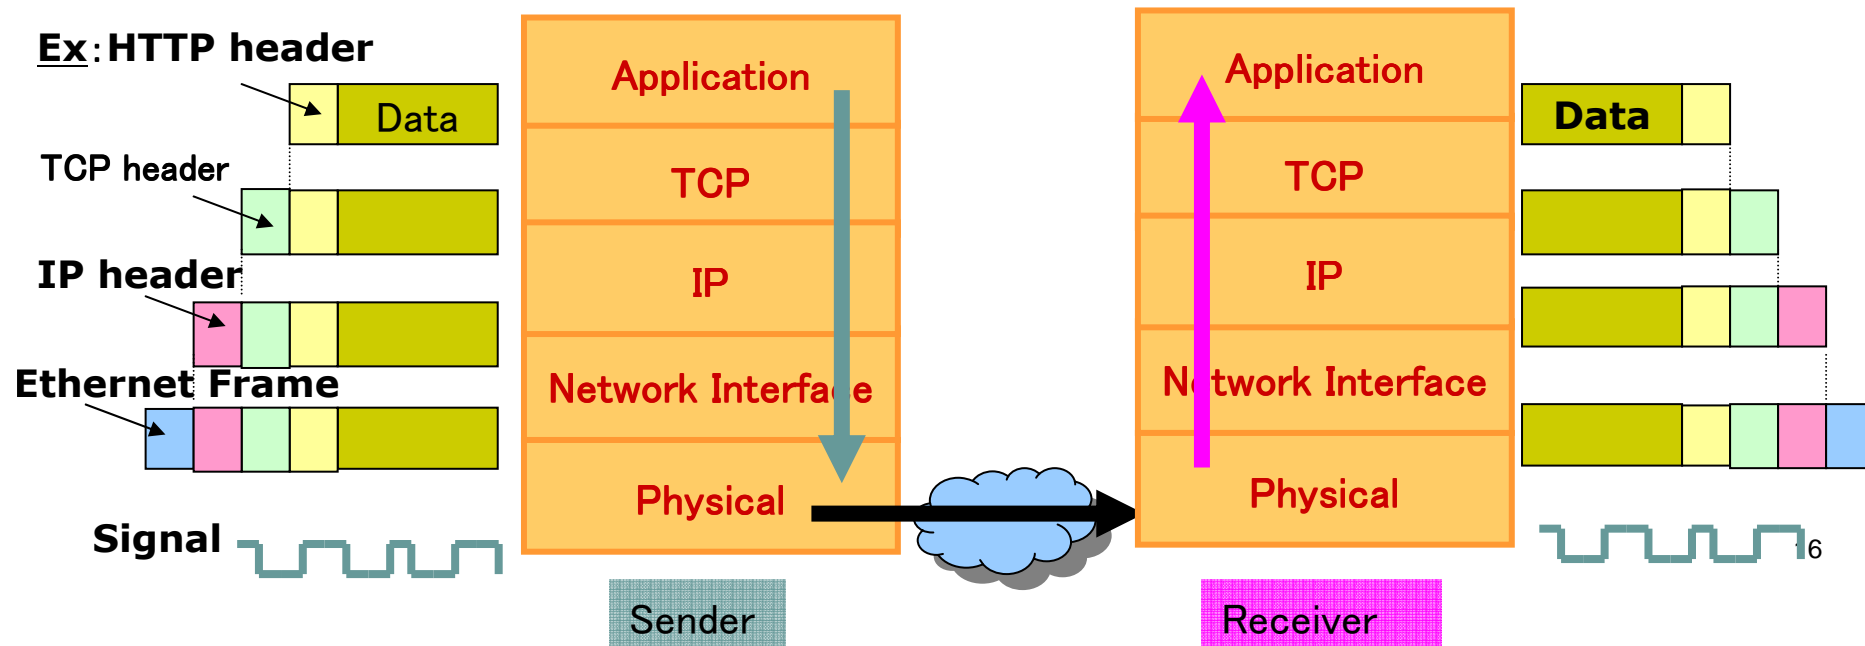 Ex:HTTP header
Data
TCP header
IP header
Ethernet Frame
Signal
Application
TCP
IP
Network Interface
Physical
Sender
Application
TCP
IP
Network Interface
Physical
Receiver
Data
16